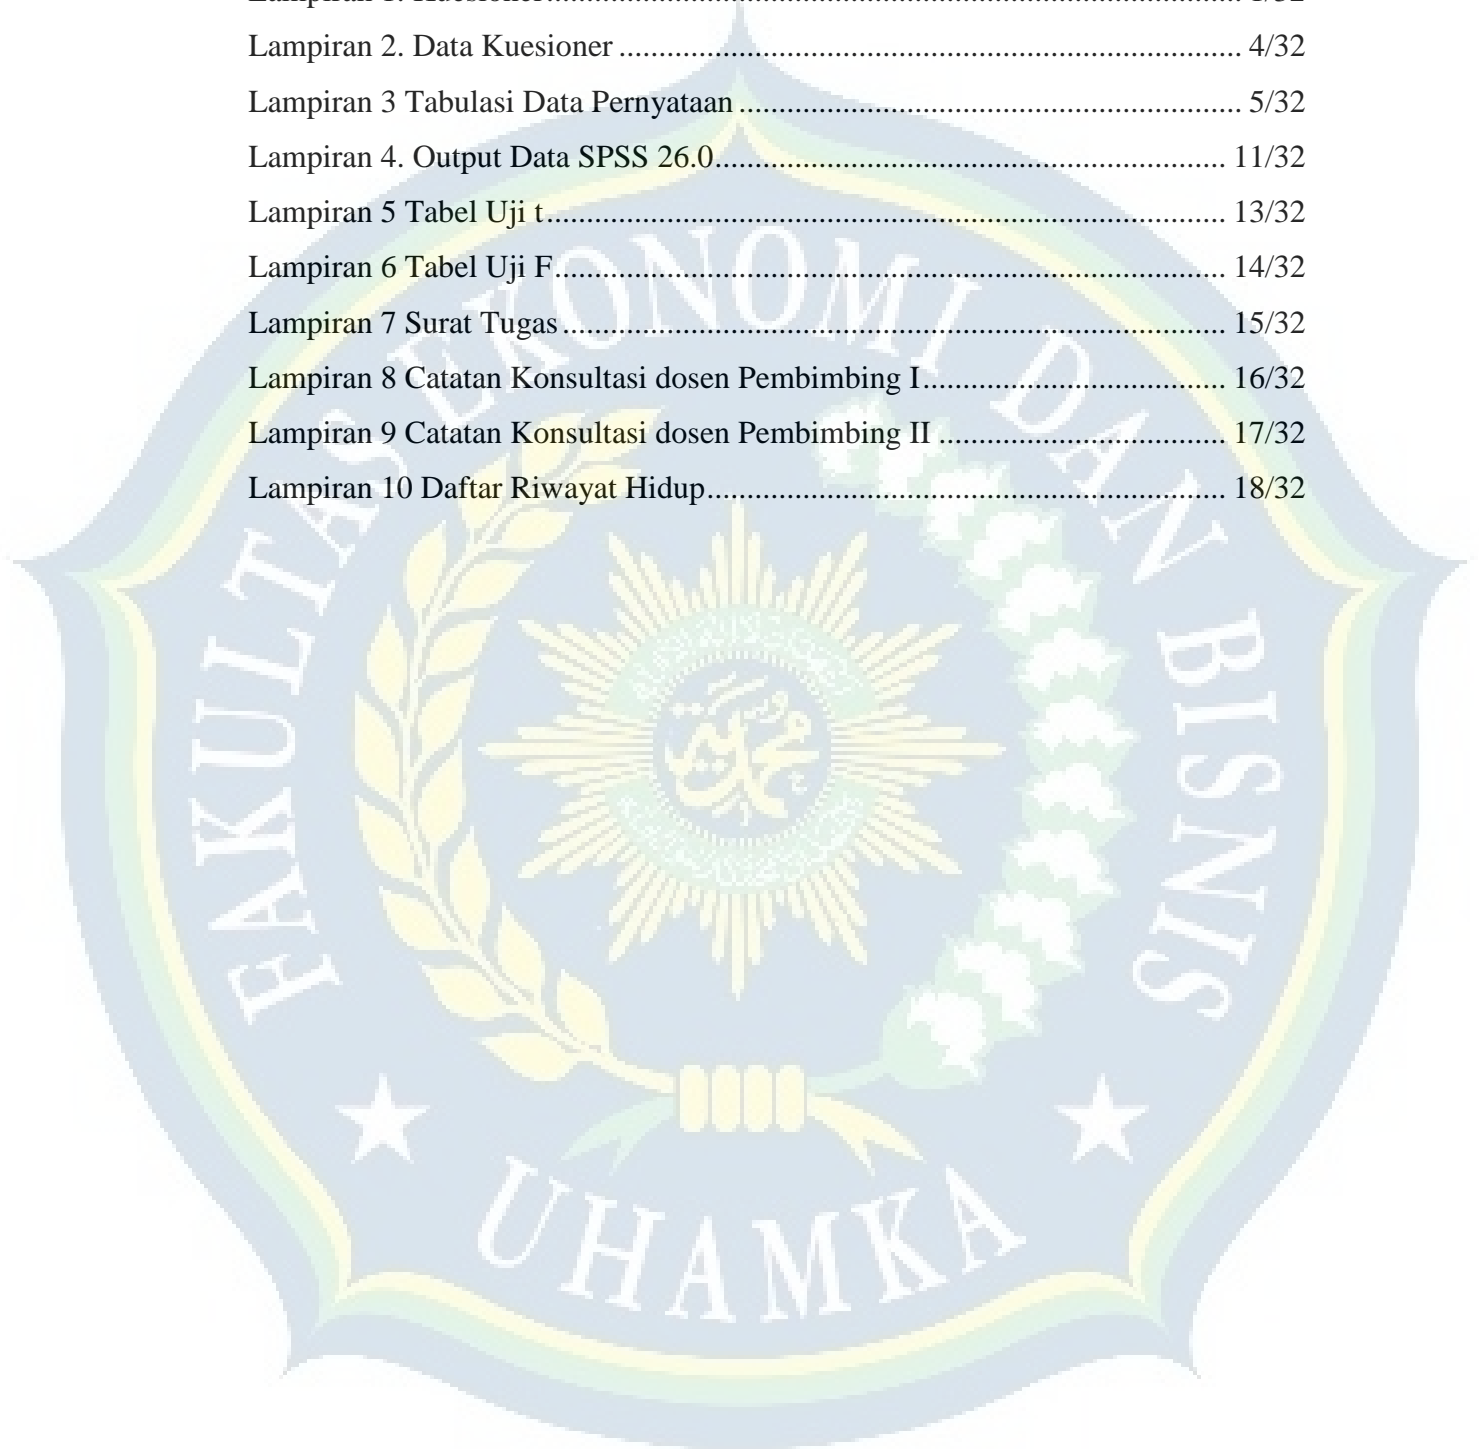 Lampiran 2. Data Kuesioner ................................................................................ 4/32
Lampiran 3 Tabulasi Data Pernyataan ................................................................ 5/32
Lampiran 4. Output Data SPSS 26.0................................................................. 11/32
Lampiran 5 Tabel Uji t...................................................................................... 13/32
Lampiran 6 Tabel Uji F..................................................................................... 14/32
Lampiran 7 Surat Tugas .................................................................................... 15/32
Lampiran 8 Catatan Konsultasi dosen Pembimbing I....................................... 16/32
Lampiran 9 Catatan Konsultasi dosen Pembimbing II ..................................... 17/32
Lampiran 10 Daftar Riwayat Hidup.................................................................. 18/32
FAKULTAS EKONOMI DAN BISNIS
UHAMKA